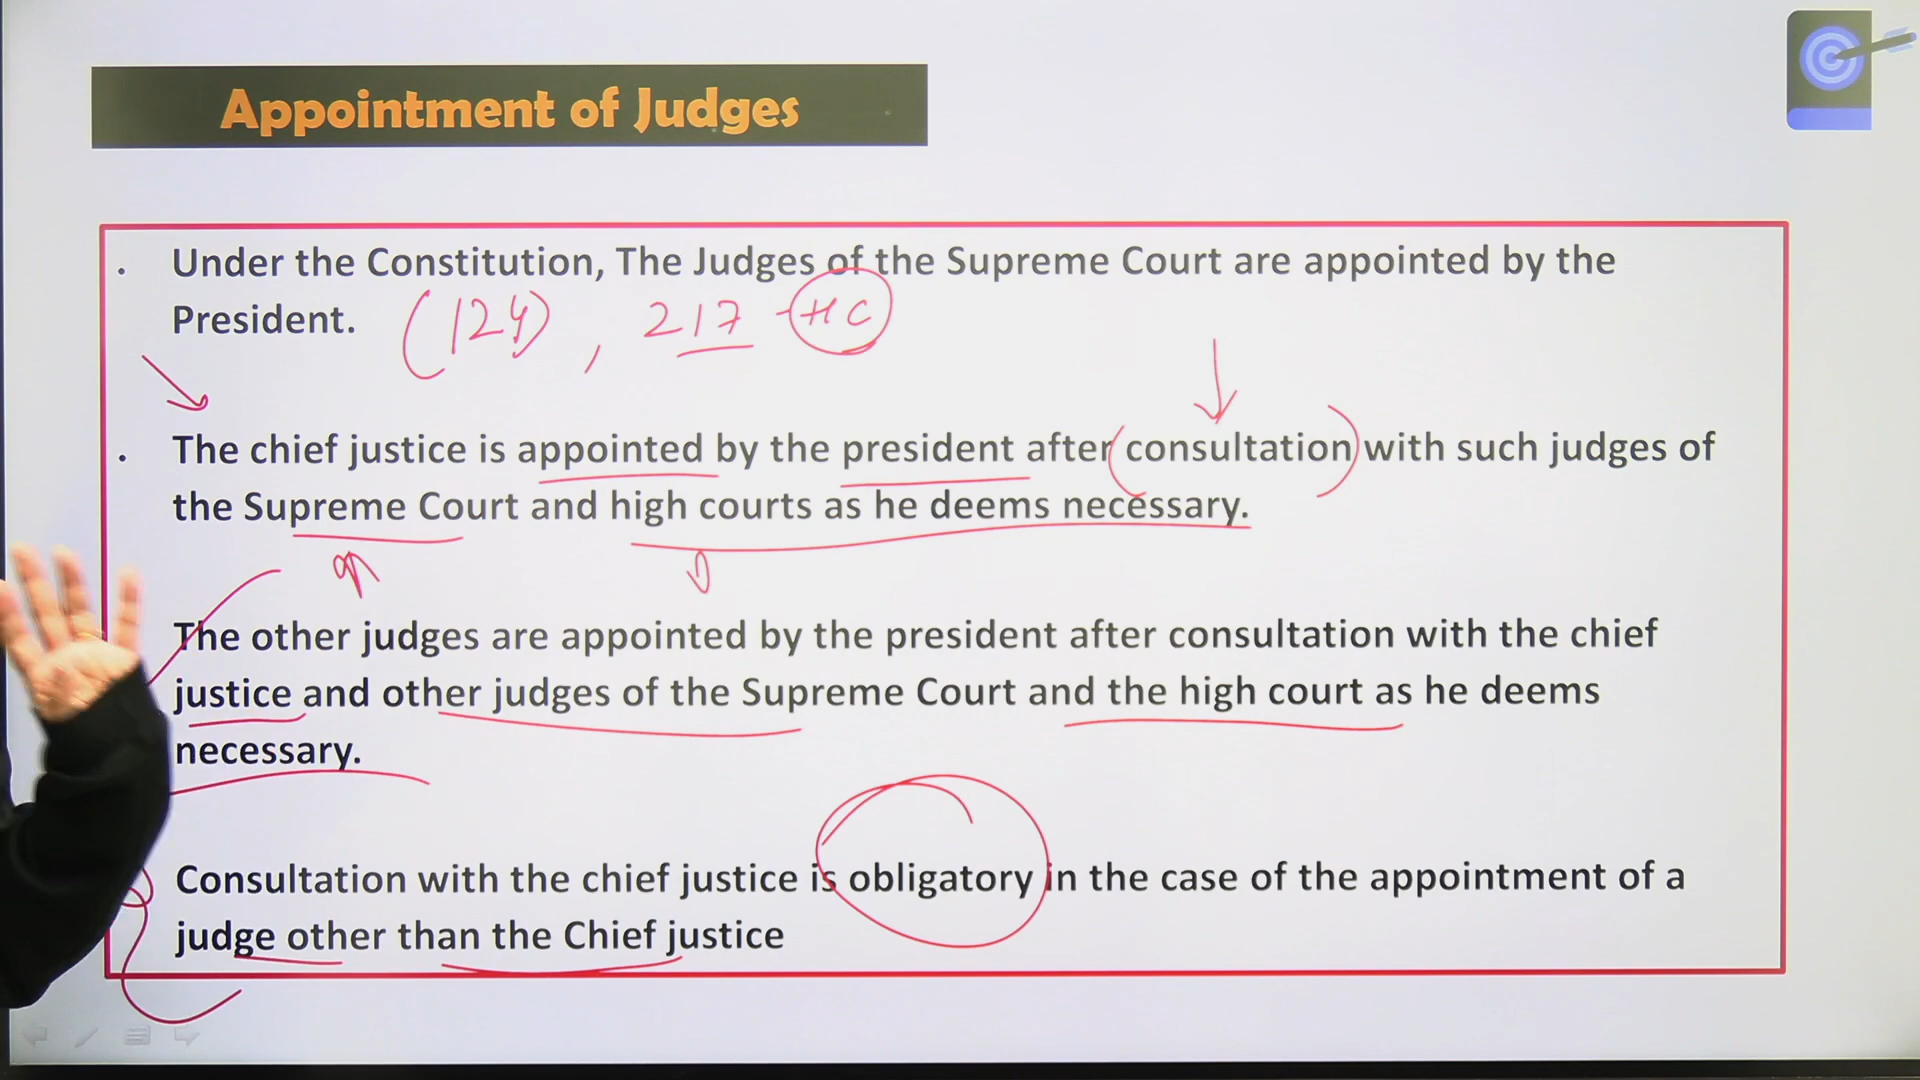 Appointment of Judges
. Under the Constitution, The Judges of the Supreme Court are appointed by the
President. (124) , 217 - HC
. The chief justice is appointed by the president after (consultation) with such judges of
the Supreme Court and high courts as he deems necessary.
The other judges are appointed by the president after consultation with the chief
justice and other judges of the Supreme Court and the high court as he deems
necessary.
Consultation with the chief justice is obligatory in the case of the appointment of a
judge other than the Chief justice